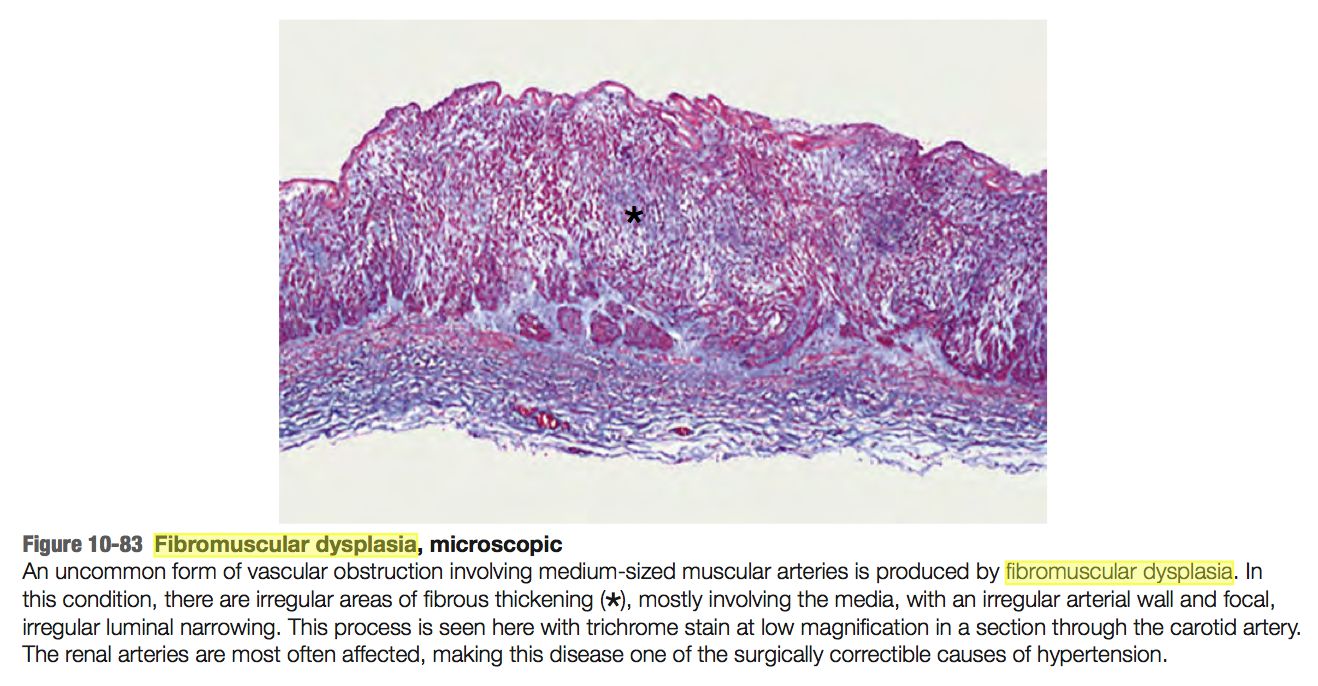 *
Figure 10-83 Fibromuscular dysplasia, microscopic
An uncommon form of vascular obstruction involving medium-sized muscular arteries is produced by fibromuscular dysplasia. In
this condition, there are irregular areas of fibrous thickening (*), mostly involving the media, with an irregular arterial wall and focal,
irregular luminal narrowing. This process is seen here with trichrome stain at low magnification in a section through the carotid artery.
The renal arteries are most often affected, making this disease one of the surgically correctible causes of hypertension.